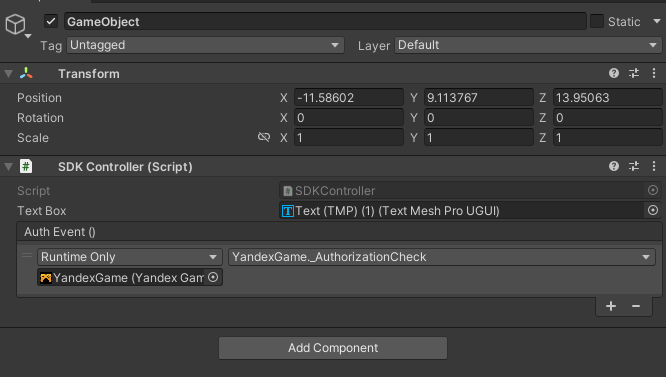 GameObject Static
Tag Untagged Layer Default
Transform
Position X -11.58602 Y 9.113767 Z 13.95063
Rotation X 0 Y 0 Z 0
Scale X 1 Y 1 Z 1
# SDK Controller (Script)
Script # SDKController
Text Box Text (TMP) (1) (Text Mesh Pro UGUI)
Auth Event ()
Runtime Only YandexGame._AuthorizationCheck
YandexGame (Yandex Gam
+ −
Add Component